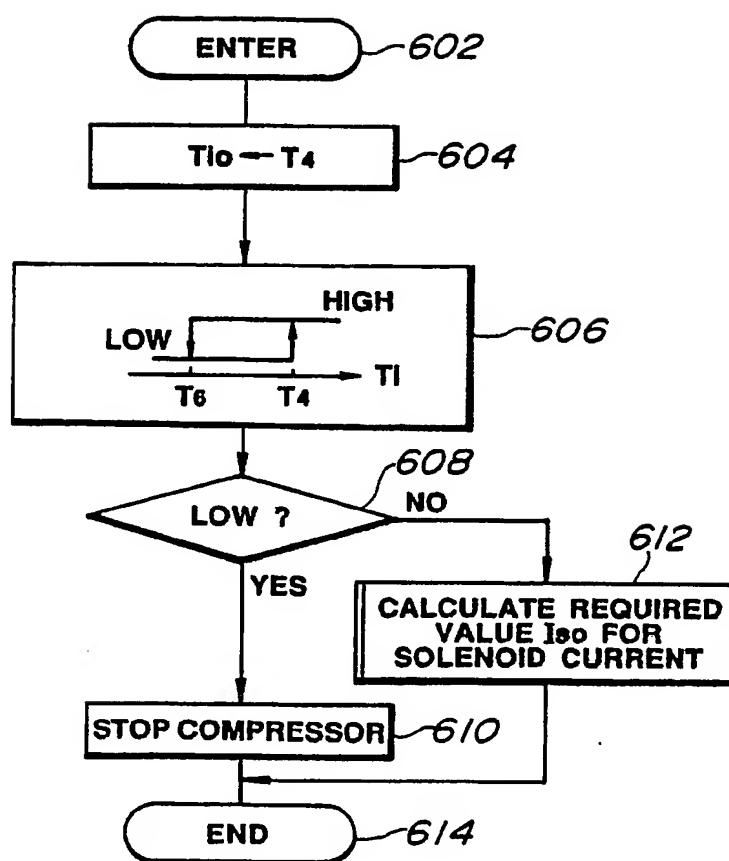 ENTER
602
Tio ← T4
604
HIGH
LOW
TI
T6 T4
606
608
LOW ?
NO
YES
612
CALCULATE REQUIRED
VALUE Iso FOR
SOLENOID CURRENT
STOP COMPRESSOR
610
END
614